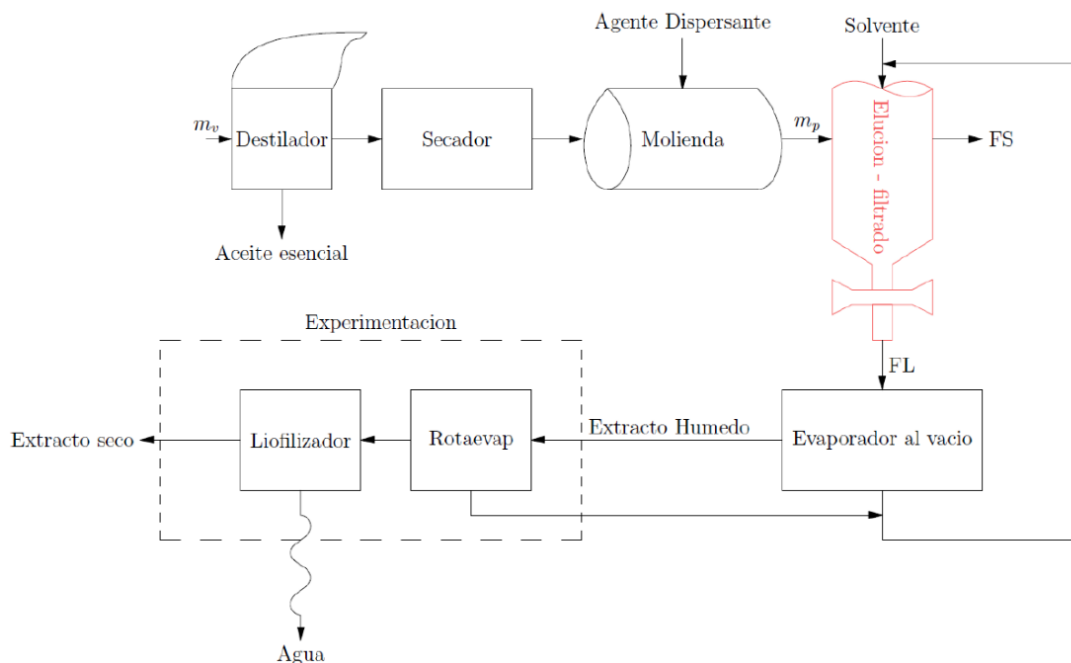 Agente Dispersante
Solvente
m_v
Destilador
Secador
Molienda
m_p
Elucion - filtrado
FS
Aceite esencial
Experimentacion
FL
Extracto seco
Liofilizador
Rotaevap
Extracto Humedo
Evaporador al vacio
Agua